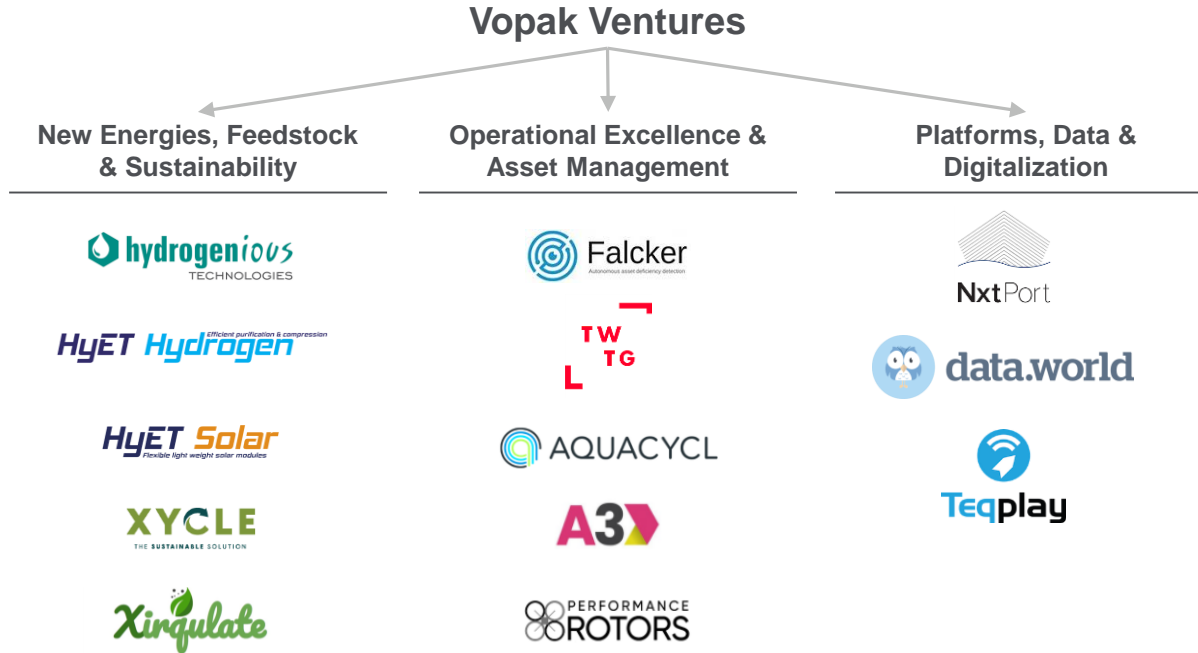 Vopak Ventures
New Energies, Feedstock
& Sustainability
hydrogenious
TECHNOLOGIES
HyET Hydrogen
Efficient purification & compression
HyET Solar
Flexible light weight solar modules
XYCLE
THE SUSTAINABLE SOLUTION
Xirqulate
Operational Excellence &
Asset Management
Falcker
Autonomous asset deficiency detection
TW
TG
AQUACYCL
A3
PERFORMANCE
ROTORS
Platforms, Data &
Digitalization
NxtPort
data.world
Teqplay